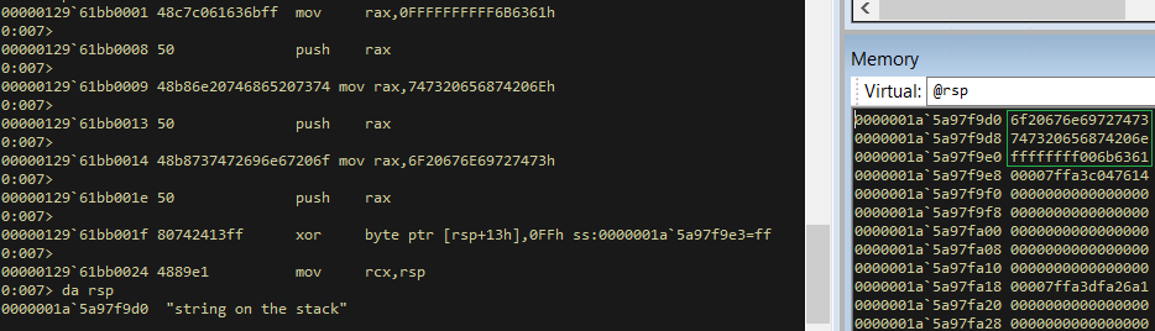 00000129`61bb0001 48c7c061636bff  mov     rax,0FFFFFFFFFF6B6361h
0:007>
00000129`61bb0008 50              push    rax
0:007>
00000129`61bb0009 48b86e20746865207374 mov rax,747320656874206Eh
0:007>
00000129`61bb0013 50              push    rax
0:007>
00000129`61bb0014 48b8737472696e67206f mov rax,6F20676E69727473h
0:007>
00000129`61bb001e 50              push    rax
0:007>
00000129`61bb001f 80742413ff      xor     byte ptr [rsp+13h],0FFh ss:0000001a`5a97f9e3=ff
0:007>
00000129`61bb0024 4889e1          mov     rcx,rsp
0:007> da rsp
0000001a`5a97f9d0  "string on the stack"
Memory
Virtual: @rsp
0000001a`5a97f9d0 6f20676e69727473
0000001a`5a97f9d8 747320656874206e
0000001a`5a97f9e0 ffffffff006b6361
0000001a`5a97f9e8 00007ffa3c047614
0000001a`5a97f9f0 0000000000000000
0000001a`5a97f9f8 0000000000000000
0000001a`5a97fa00 0000000000000000
0000001a`5a97fa08 0000000000000000
0000001a`5a97fa10 0000000000000000
0000001a`5a97fa18 00007ffa3dfa26a1
0000001a`5a97fa20 0000000000000000
0000001a`5a97fa28 0000000000000000